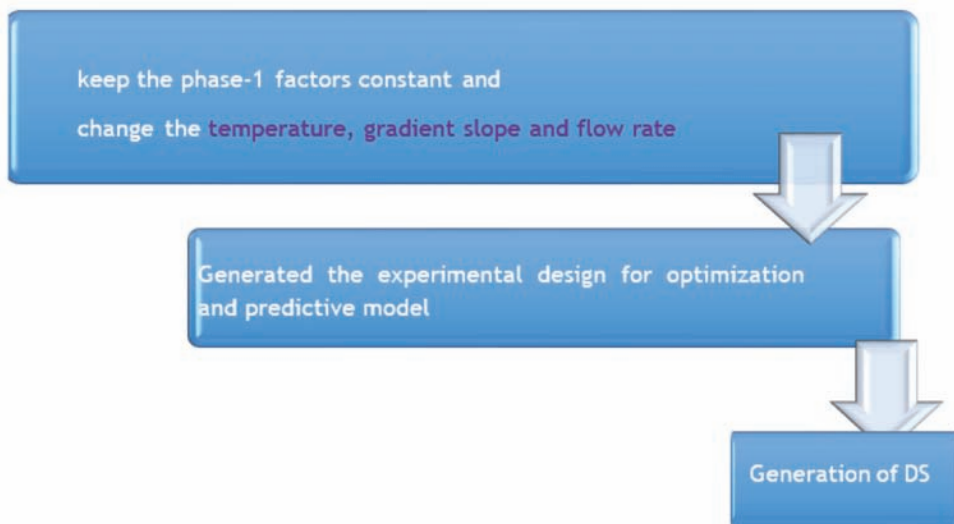 keep the phase-1 factors constant and
change the temperature, gradient slope and flow rate
Generated the experimental design for optimization
and predictive model
Generation of DS